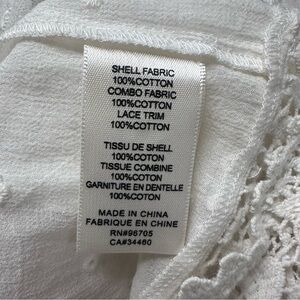 SHELL FABRIC
100%COTTON
COMBO FABRIC
100%COTTON
LACE TRIM
100%COTTON
TISSU DE SHELL
100%COTON
TISSUE COMBINE
100%COTON
GARNITURE EN DENTELLE
100%COTON
MADE IN CHINA
FABRIQUE EN CHINE
RN#96705
CA#34460